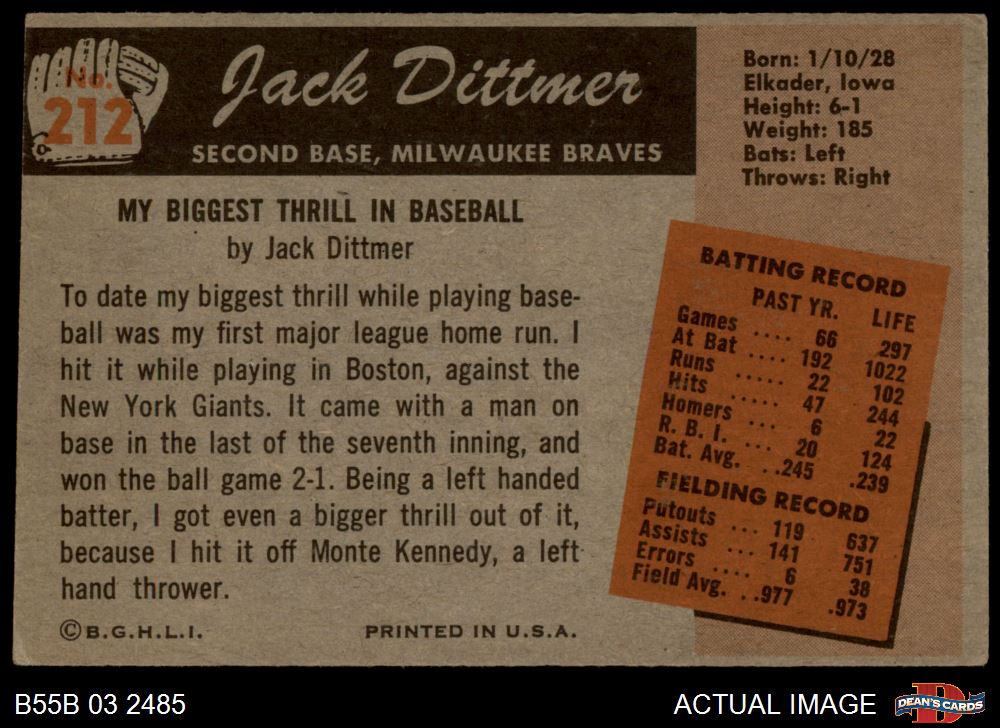 No.
212
Jack Dittmer
SECOND BASE, MILWAUKEE BRAVES
Born: 1/10/28
Elkader, Iowa
Height: 6-1
Weight: 185
Bats: Left
Throws: Right
MY BIGGEST THRILL IN BASEBALL
by Jack Dittmer
To date my biggest thrill while playing base-
ball was my first major league home run. I
hit it while playing in Boston, against the
New York Giants. It came with a man on
base in the last of the seventh inning, and
won the ball game 2-1. Being a left handed
batter, I got even a bigger thrill out of it,
because I hit it off Monte Kennedy, a left
hand thrower.
©B.G.H.L.I. PRINTED IN U.S.A.
BATTING RECORD
PAST YR. LIFE
Games .... 66 297
At Bat .... 192 1022
Runs ..... 22 102
Hits ..... 47 244
Homers ... 6 22
R. B. I. ... 20 124
Bat. Avg. ..245 .239
FIELDING RECORD
Putouts ... 119 637
Assists ... 141 751
Errors .... 6 38
Field Avg. ..977 .973
B55B 03 2485
ACTUAL IMAGE
D
DEAN'S CARDS